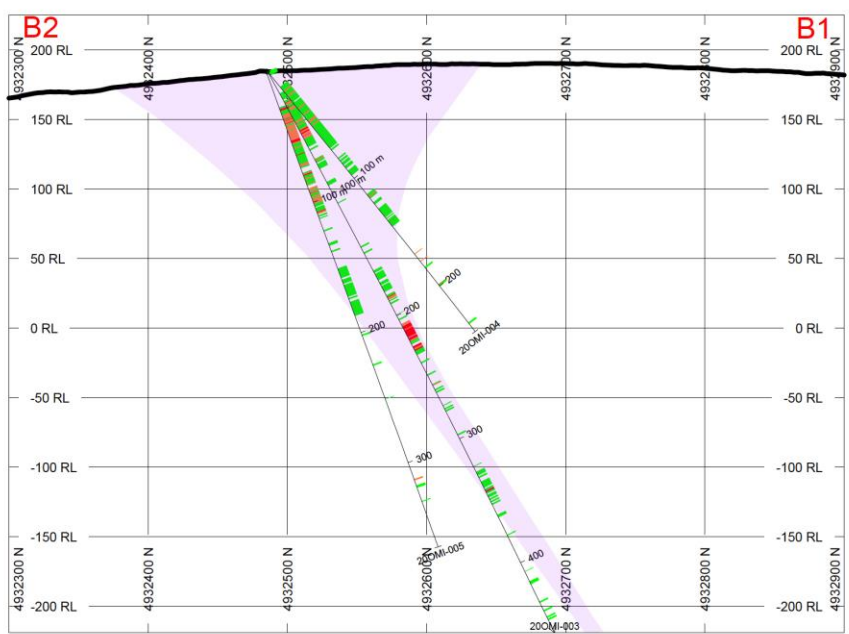 B2
B1
4932300 N
4932400 N
4932500 N
4932600 N
4932700 N
4932800 N
4932900 N
200 RL
200 RL
150 RL
150 RL
100 m
100 m
100 m
100 RL
100 RL
50 RL
200
50 RL
200
200
0 RL
20OMI-004
0 RL
-50 RL
-50 RL
300
300
-100 RL
-100 RL
-150 RL
20OMI-005
-150 RL
400
4932300 N
4932400 N
4932500 N
4932600 N
4932700 N
4932800 N
4932900 N
-200 RL
-200 RL
20OMI-003